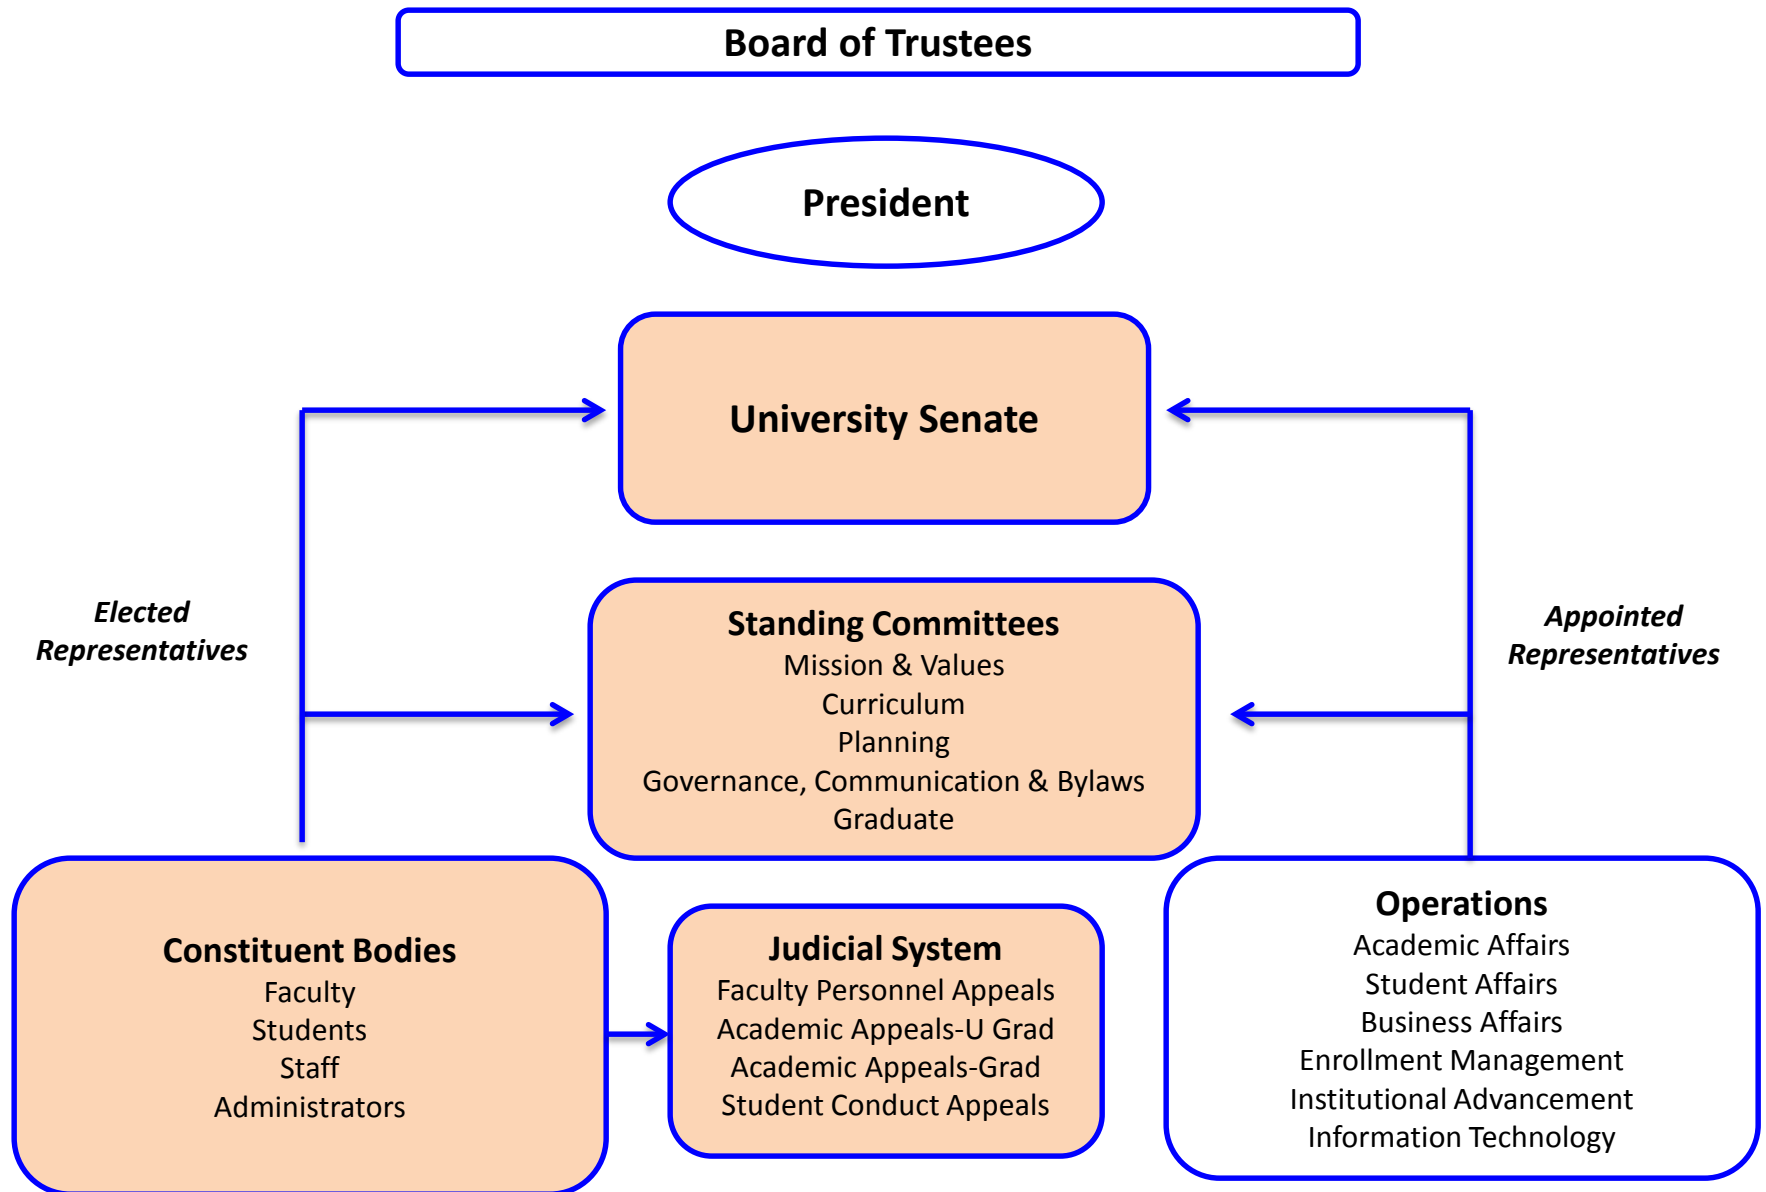 Board of Trustees
President
University Senate
Elected
Representatives
Appointed
Representatives
Standing Committees
Mission & Values
Curriculum
Planning
Governance, Communication & Bylaws
Graduate
Constituent Bodies
Faculty
Students
Staff
Administrators
Judicial System
Faculty Personnel Appeals
Academic Appeals-U Grad
Academic Appeals-Grad
Student Conduct Appeals
Operations
Academic Affairs
Student Affairs
Business Affairs
Enrollment Management
Institutional Advancement
Information Technology